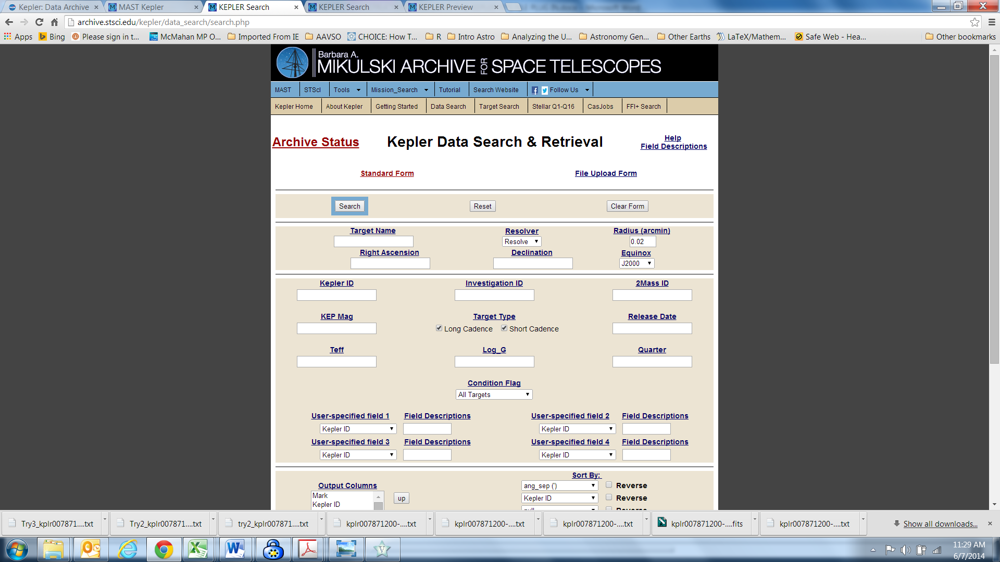 Kepler: Data Archive
MAST Kepler
KEPLER Search
KEPLER Search
KEPLER Preview
archive.stsci.edu/kepler/data_search/search.php
Apps
Bing
Please sign in t...
McMahan MP O...
Imported From IE
AAVSO
CHOICE: How T...
R
Intro Astro
Analyzing the U...
Astronomy Gen...
Other Earths
LaTeX/Mathem...
Safe Web - Hea...
Other bookmarks
Barbara A.
MIKULSKI ARCHIVE FOR SPACE TELESCOPES
MAST STScI Tools Mission_Search Tutorial Search Website Follow Us
Kepler Home About Kepler Getting Started Data Search Target Search Stellar Q1-Q16 CasJobs FFI+ Search
Archive Status
Kepler Data Search & Retrieval
Help
Field Descriptions
Standard Form File Upload Form
Search Reset Clear Form
Target Name Resolver Radius (arcmin)
Resolve 0.02
Right Ascension Declination Equinox
J2000
Kepler ID Investigation ID 2Mass ID
KEP Mag Target Type Release Date
Long Cadence Short Cadence
Teff Log_G Quarter
Condition Flag
All Targets
User-specified field 1 Field Descriptions User-specified field 2 Field Descriptions
Kepler ID Kepler ID
User-specified field 3 Field Descriptions User-specified field 4 Field Descriptions
Kepler ID Kepler ID
Sort By:
Output Columns
ang_sep (') Reverse
Mark
up
Kepler ID
Kepler ID Reverse
Try3_kplr007871....txt
Try2_kplr007871....txt
try2_kplr007871....txt
kplr007871200-....txt
kplr007871200-....txt
kplr007871200-....txt
kplr007871200-....fits
kplr007871200-....txt
Show all downloads...
11:29 AM
6/7/2014